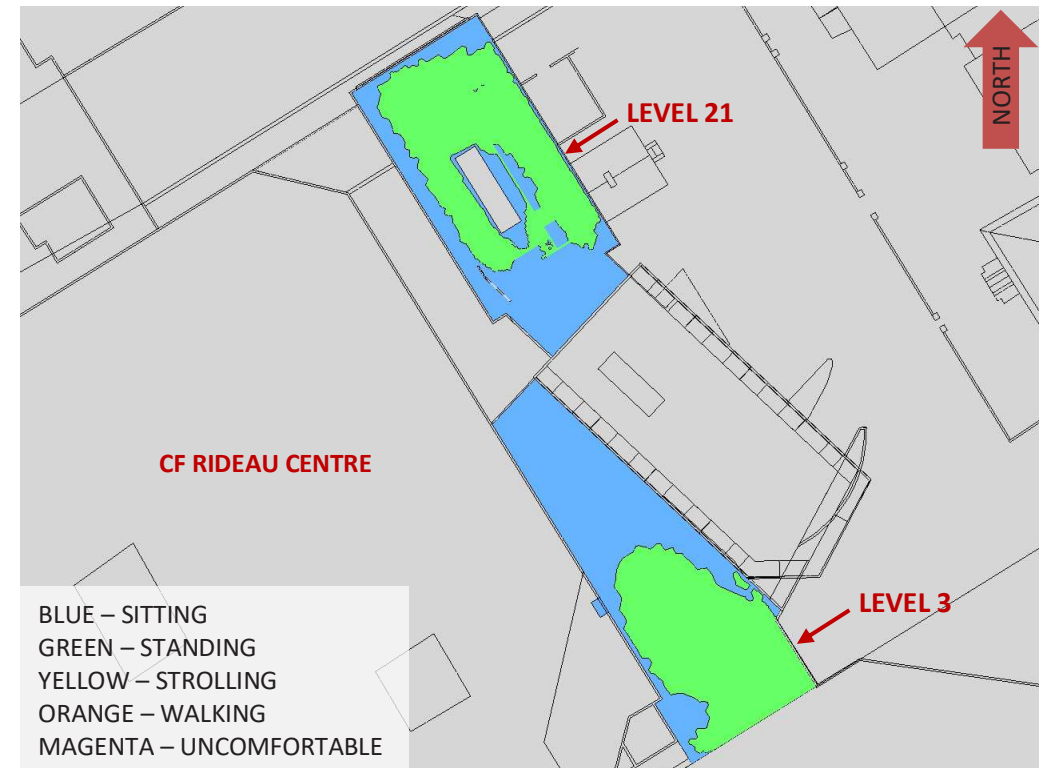 NORTH
LEVEL 21
CF RIDEAU CENTRE
LEVEL 3
BLUE – SITTING
GREEN – STANDING
YELLOW – STROLLING
ORANGE – WALKING
MAGENTA – UNCOMFORTABLE